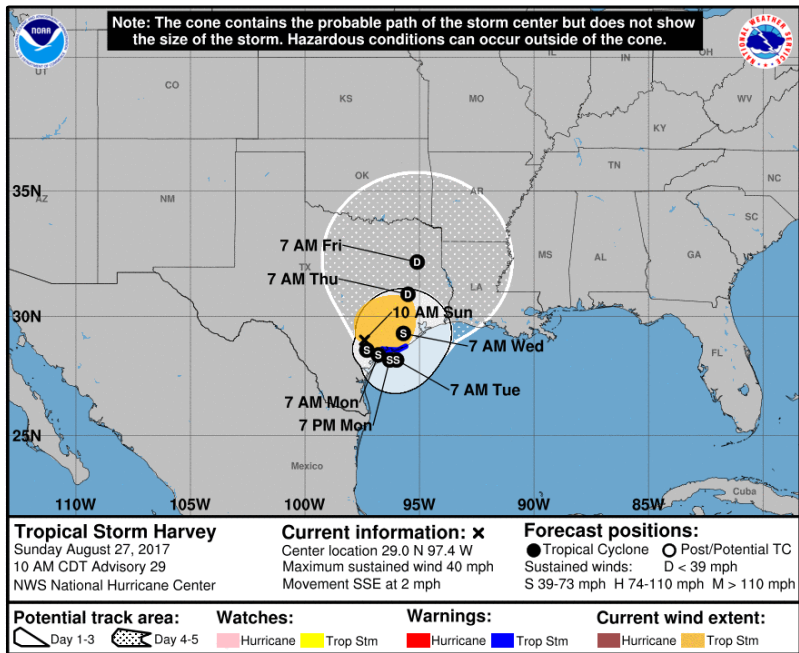 Note: The cone contains the probable path of the storm center but does not show
the size of the storm. Hazardous conditions can occur outside of the cone.
NOAA
NATIONAL WEATHER SERVICE
UT
CO
KS
MO
IL
IN
OH
WV
KY
OK
AR
TN
NC
35N
AZ
NM
SC
7 AM Fri
D
TX
MS
AL
GA
7 AM Thu
D
LA
30N
10 AM Sun
S
7 AM Wed
S
S
SS
FL
7 AM Mon
7 AM Tue
7 PM Mon
25N
Mexico
Cuba
110W
105W
100W
95W
90W
85W
Tropical Storm Harvey
Sunday August 27, 2017
10 AM CDT Advisory 29
NWS National Hurricane Center
Current information: x
Center location 29.0 N 97.4 W
Maximum sustained wind 40 mph
Movement SSE at 2 mph
Forecast positions:
Tropical Cyclone Post/Potential TC
Sustained winds: D < 39 mph
S 39-73 mph H 74-110 mph M > 110 mph
Potential track area:
Day 1-3 Day 4-5
Watches:
Hurricane Trop Stm
Warnings:
Hurricane Trop Stm
Current wind extent:
Hurricane Trop Stm